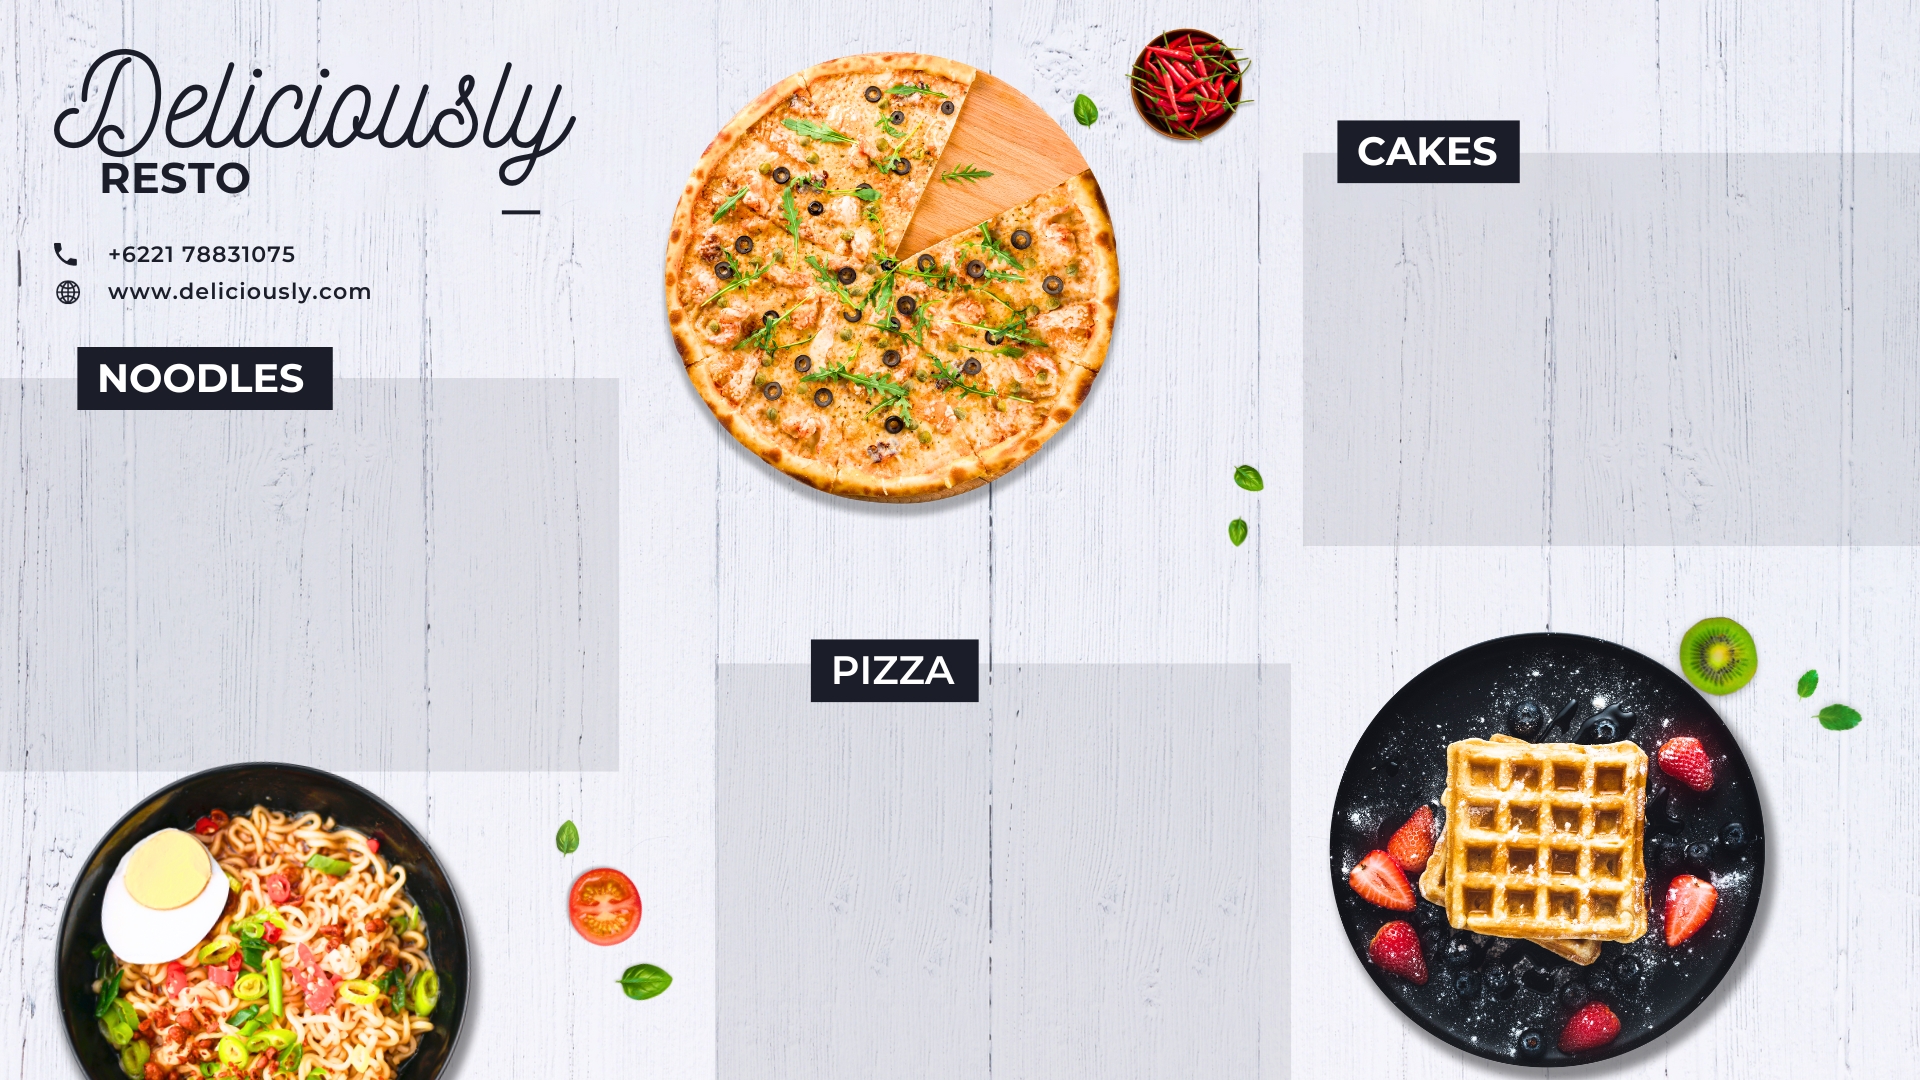 Deliciously
RESTO
+6221 78831075
www.deliciously.com
NOODLES
PIZZA
CAKES